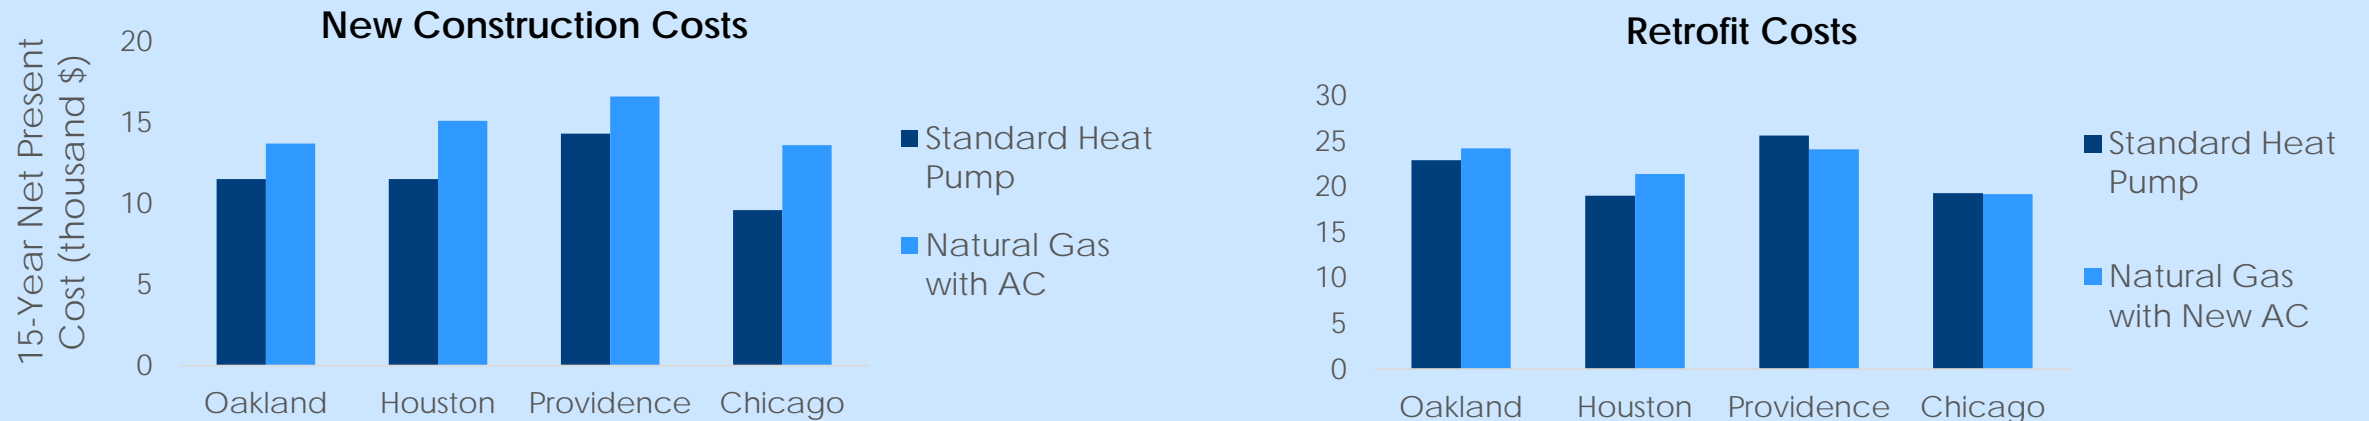 New Construction Costs
15-Year Net Present
Cost (thousand $)
20
15
10
5
0
Oakland Houston Providence Chicago
Standard Heat
Pump
Natural Gas
with AC
Retrofit Costs
30
25
20
15
10
5
0
Oakland Houston Providence Chicago
Standard Heat
Pump
Natural Gas
with New AC